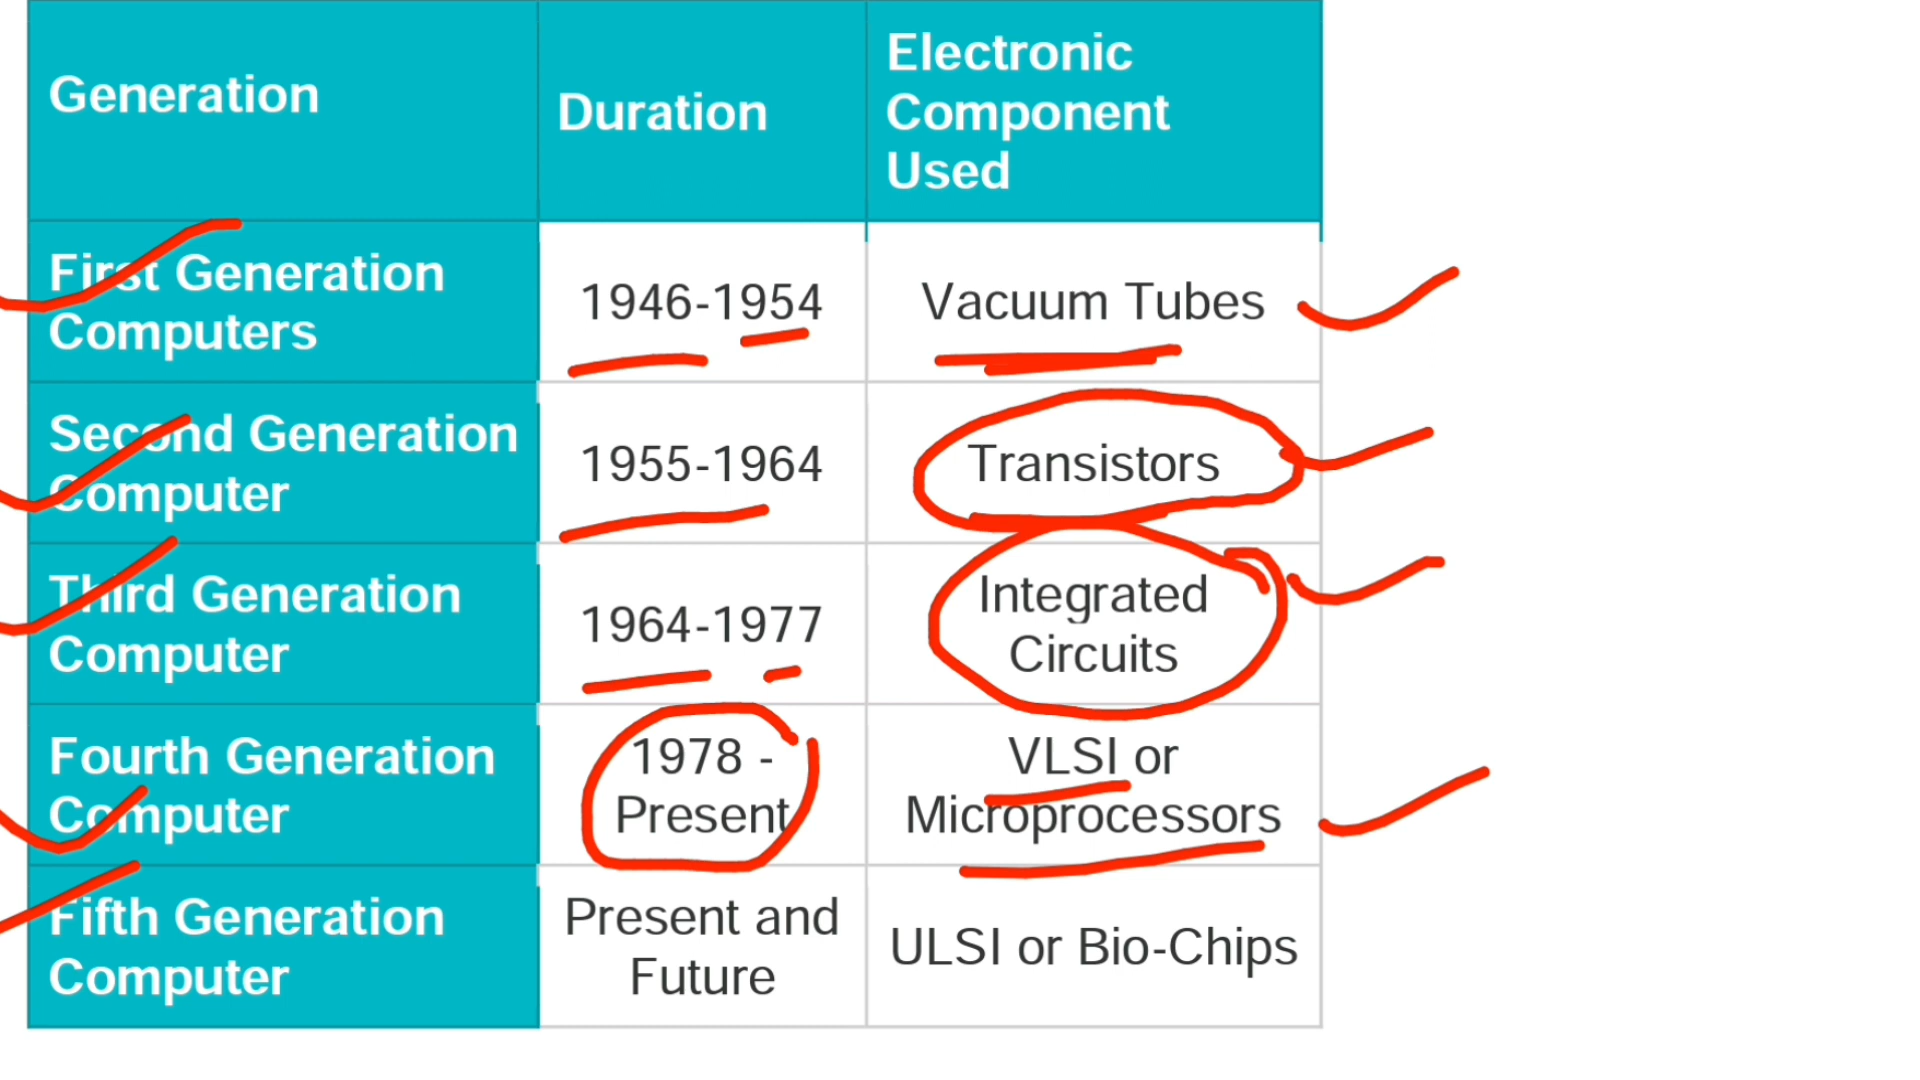 Generation
Duration
Electronic
Component
Used
First Generation
Computers
1946-1954
Vacuum Tubes
Second Generation
Computer
1955-1964
Transistors
Third Generation
Computer
1964-1977
Integrated
Circuits
Fourth Generation
Computer
1978 -
Present
VLSI or
Microprocessors
Fifth Generation
Computer
Present and
Future
ULSI or Bio-Chips